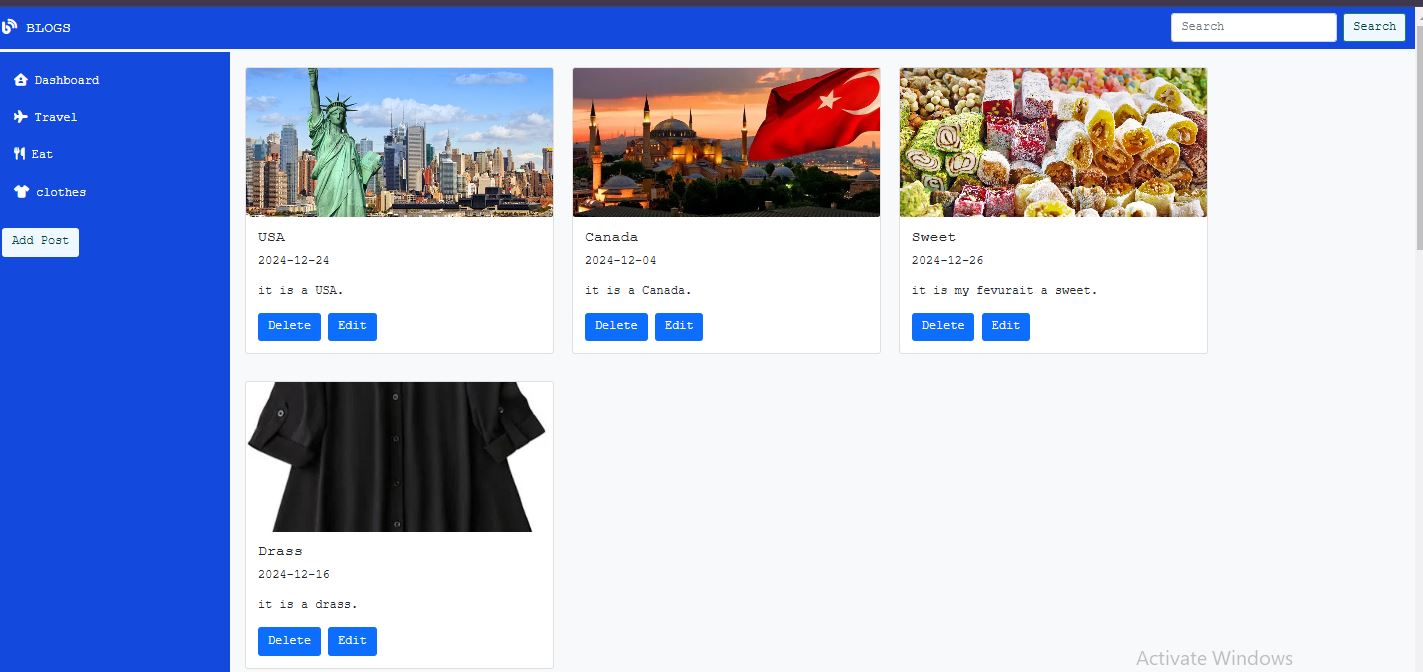 BLOGS
Search
Search
Dashboard
Travel
Eat
clothes
Add Post
USA
2024-12-24
it is a USA.
Delete Edit
Canada
2024-12-04
it is a Canada.
Delete Edit
Sweet
2024-12-26
it is my fevurait a sweet.
Delete Edit
Drass
2024-12-16
it is a drass.
Delete Edit
Activate Windows